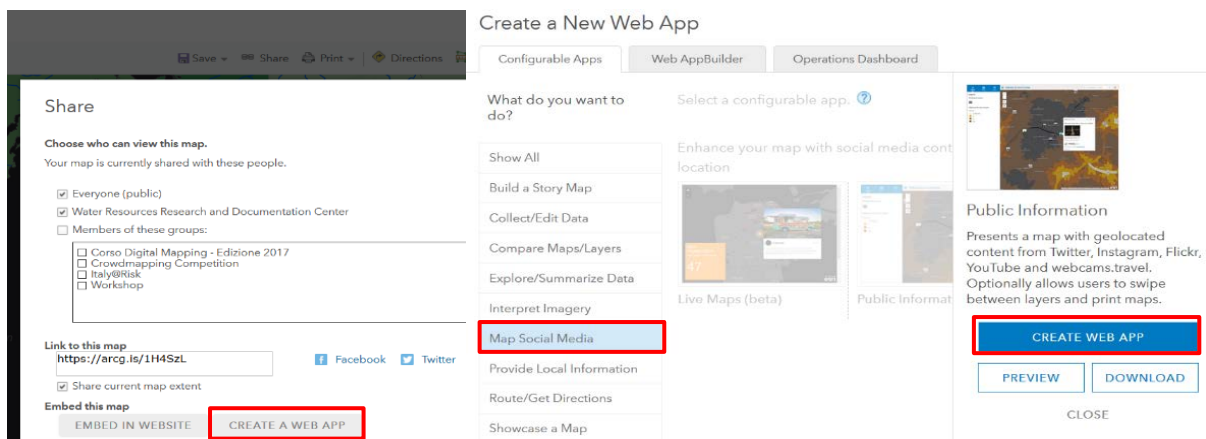 Save
Share
Print
Directions
Share
Choose who can view this map.
Your map is currently shared with these people.
Everyone (public)
Water Resources Research and Documentation Center
Members of these groups:
Corso Digital Mapping - Edizione 2017
Crowdmapping Competition
Italy@Risk
Workshop
Link to this map
https://arcg.is/1H4SzL
Facebook
Twitter
Share current map extent
Embed this map
EMBED IN WEBSITE
CREATE A WEB APP
Create a New Web App
Configurable Apps
Web AppBuilder
Operations Dashboard
What do you want to
do?
Show All
Build a Story Map
Collect/Edit Data
Compare Maps/Layers
Explore/Summarize Data
Interpret Imagery
Map Social Media
Provide Local Information
Route/Get Directions
Showcase a Map
Select a configurable app.
Enhance your map with social media cont
location
47
Live Maps (beta)
Public Informat
Public Information
Presents a map with geolocated
content from Twitter, Instagram, Flickr,
YouTube and webcams.travel.
Optionally allows users to swipe
between layers and print maps.
CREATE WEB APP
PREVIEW
DOWNLOAD
CLOSE